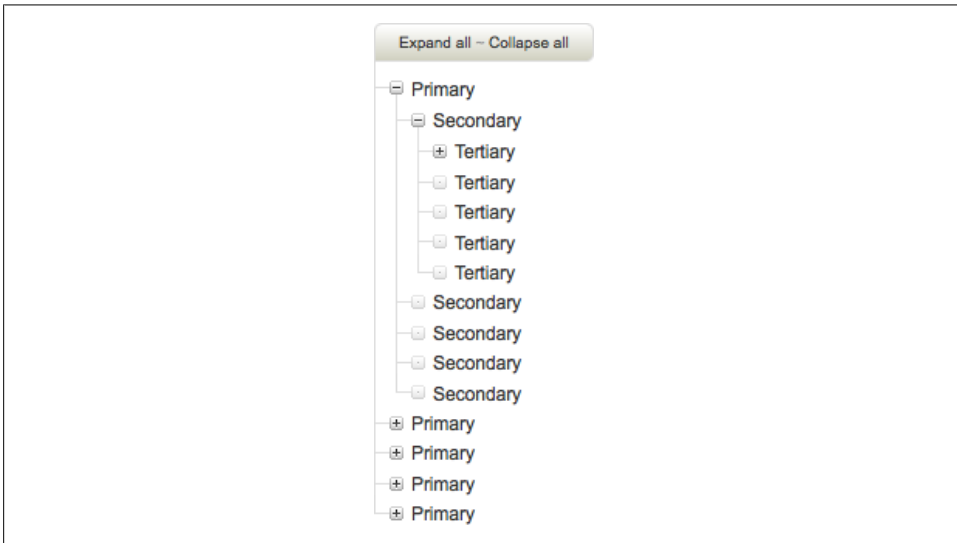 Expand all ~ Collapse all
Primary
Secondary
Tertiary
Tertiary
Tertiary
Tertiary
Tertiary
Secondary
Secondary
Secondary
Secondary
Primary
Primary
Primary
Primary